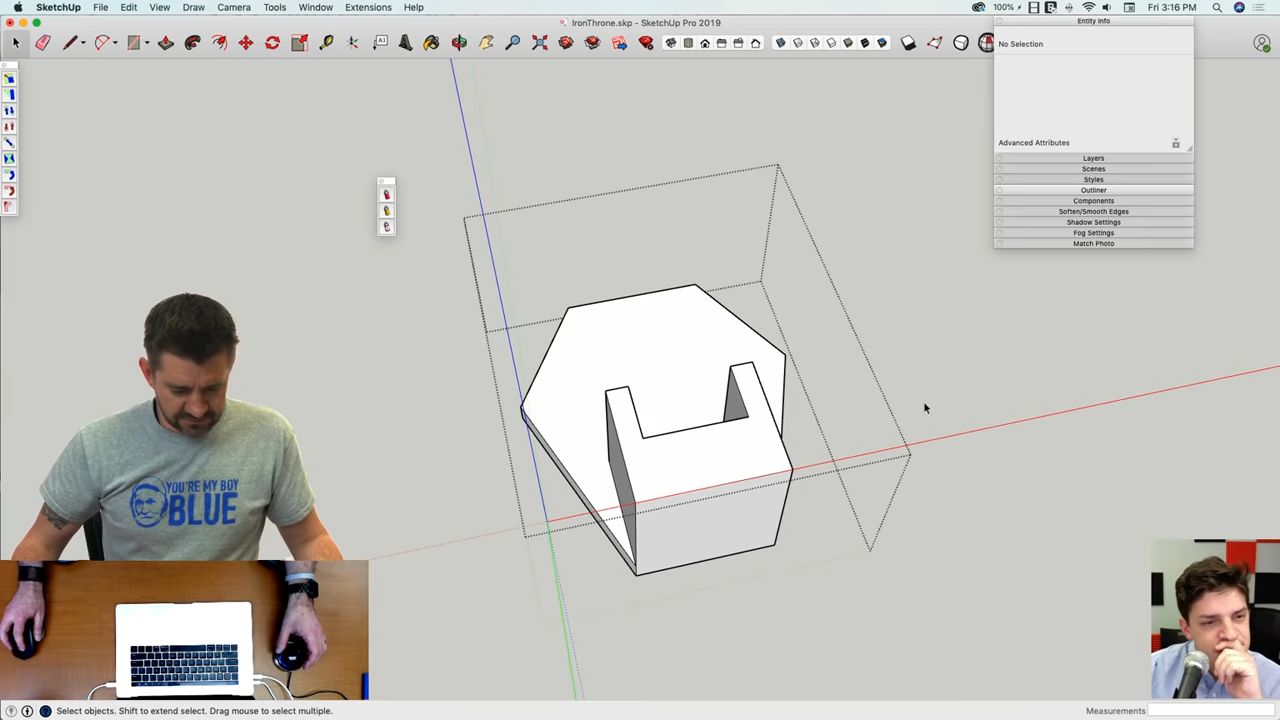 SketchUp File Edit View Draw Camera Tools Window Extensions Help
100% Fri 3:16 PM
IronThrone.skp - SketchUp Pro 2019
Entity Info
No Selection
Advanced Attributes
Layers
Scenes
Styles
Outliner
Components
Soften/Smooth Edges
Shadow Settings
Fog Settings
Match Photo
YOU'RE MY BOY
BLUE
Select objects. Shift to extend select. Drag mouse to select multiple.
Measurements